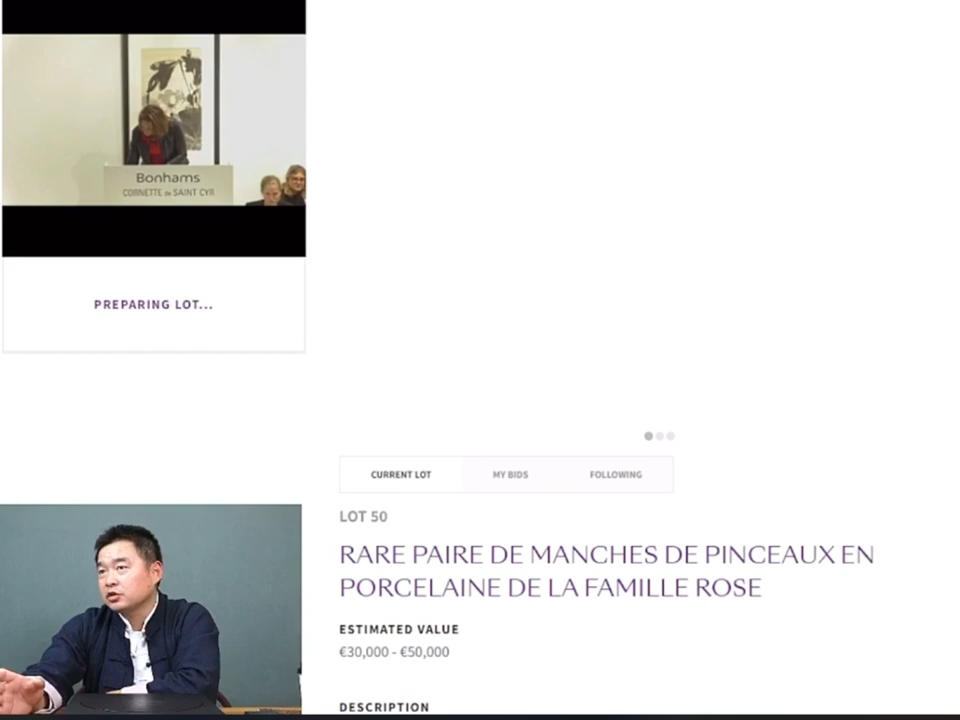 Bonhams
CORNETTE de SAINT CYR
PREPARING LOT...
CURRENT LOT
MY BIDS
FOLLOWING
LOT 50
RARE PAIRE DE MANCHES DE PINCEAUX EN
PORCELAINE DE LA FAMILLE ROSE
ESTIMATED VALUE
€30,000 - €50,000
DESCRIPTION